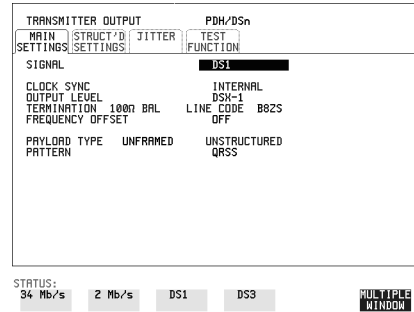 TRANSMITTER OUTPUT PDH/DSn
MAIN SETTINGS STRUCT'D SETTINGS JITTER TEST FUNCTION
SIGNAL DS1
CLOCK SYNC INTERNAL
OUTPUT LEVEL DSX-1
TERMINATION 100Ω BAL LINE CODE B8ZS
FREQUENCY OFFSET OFF
PAYLOAD TYPE UNFRAMED UNSTRUCTURED
PATTERN QRSS
STATUS:
34 Mb/s 2 Mb/s DS1 DS3 MULTIPLE WINDOW